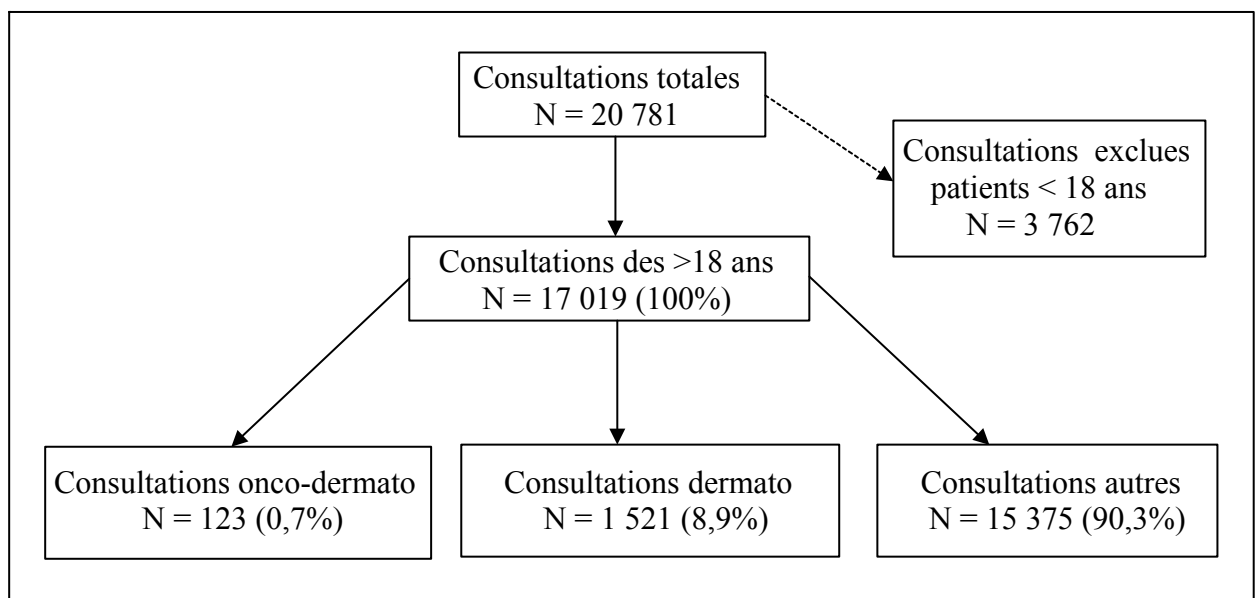 Consultations totales
N = 20 781
Consultations exclues
patients < 18 ans
N = 3 762
Consultations des >18 ans
N = 17 019 (100%)
Consultations onco-dermato
N = 123 (0,7%)
Consultations dermato
N = 1 521 (8,9%)
Consultations autres
N = 15 375 (90,3%)